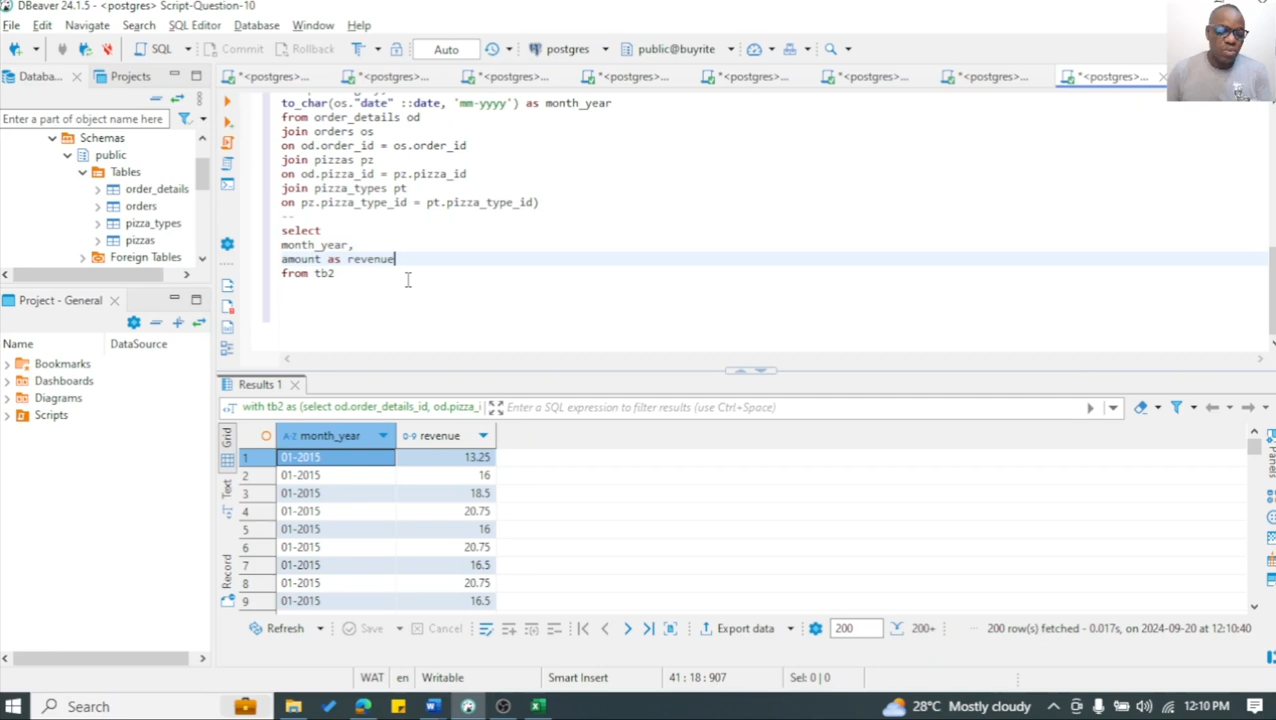 DBeaver 24.1.5 - <postgres> Script-Question-10
File Edit Navigate Search SQL Editor Database Window Help
SQL Commit Rollback Auto postgres public@buyrite
Databa... Projects *<postgres>... *<postgres>... *<postgres>... *<postgres>... *<postgres>... *<postgres>... *<postgres>... *<postgres>...
Enter a part of object name here
Schemas
public
Tables
order_details
orders
pizza_types
pizzas
Foreign Tables
to_char(os."date" ::date, 'mm-yyyy') as month_year
from order_details od
join orders os
on od.order_id = os.order_id
join pizzas pz
on od.pizza_id = pz.pizza_id
join pizza_types pt
on pz.pizza_type_id = pt.pizza_type_id)
--
select
month_year,
amount as revenue
from tb2
Project - General
Name DataSource
Bookmarks
Dashboards
Diagrams
Scripts
Results 1
with tb2 as (select od.order_details_id, od.pizza_i Enter a SQL expression to filter results (use Ctrl+Space)
Grid
Text
Record
Panels
A-Z month_year 0-9 revenue
1 01-2015 13.25
2 01-2015 16
3 01-2015 18.5
4 01-2015 20.75
5 01-2015 16
6 01-2015 20.75
7 01-2015 16.5
8 01-2015 20.75
9 01-2015 16.5
Refresh Save Cancel Export data 200 200+ 200 row(s) fetched - 0.017s, on 2024-09-20 at 12:10:40
WAT en Writable Smart Insert 41 : 18 : 907 Sel: 0 | 0
Search 28°C Mostly cloudy 12:10 PM